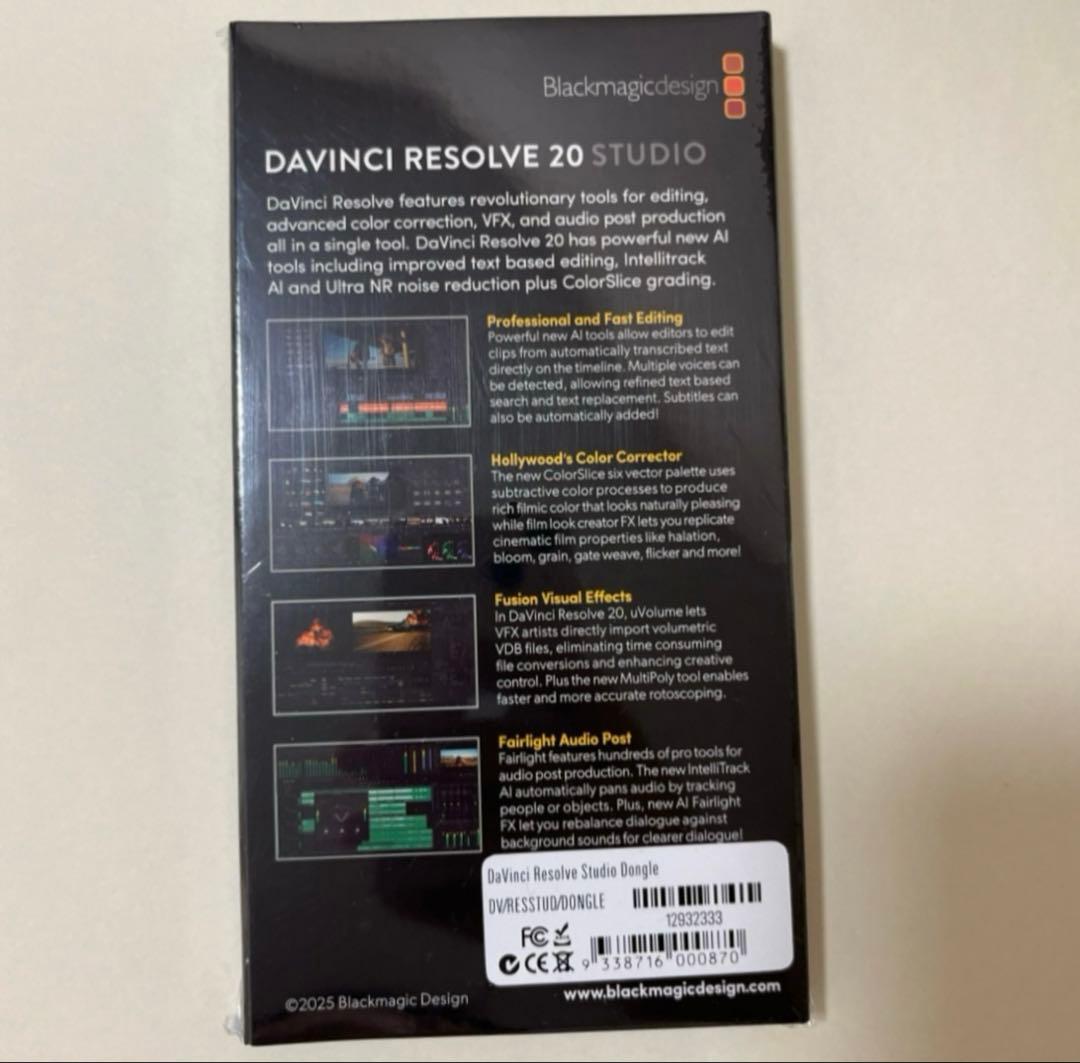 Blackmagicdesign
DAVINCI RESOLVE 20 STUDIO
DaVinci Resolve features revolutionary tools for editing,
advanced color correction, VFX, and audio post production
all in a single tool. DaVinci Resolve 20 has powerful new AI
tools including improved text based editing, Intellitrack
AI and Ultra NR noise reduction plus ColorSlice grading.
Professional and Fast Editing
Powerful new AI tools allow editors to edit
clips from automatically transcribed text
directly on the timeline. Multiple voices can
be detected, allowing refined text based
search and text replacement. Subtitles can
also be automatically added!
Hollywood's Color Corrector
The new ColorSlice six vector palette uses
subtractive color processes to produce
rich filmic color that looks naturally pleasing
while film look creator FX lets you replicate
cinematic film properties like halation,
bloom, grain, gate weave, flicker and more!
Fusion Visual Effects
In DaVinci Resolve 20, uVolume lets
VFX artists directly import volumetric
VDB files, eliminating time consuming
file conversions and enhancing creative
control. Plus the new MultiPoly tool enables
faster and more accurate rotoscoping.
Fairlight Audio Post
Fairlight features hundreds of pro tools for
audio post production. The new IntelliTrack
AI automatically pans audio by tracking
people or objects. Plus, new AI Fairlight
FX let you rebalance dialogue against
background sounds for clearer dialogue!
DaVinci Resolve Studio Dongle
DV/RESSTUD/DONGLE
12932333
FC
CE
9 338716 000870
©2025 Blackmagic Design
www.blackmagicdesign.com